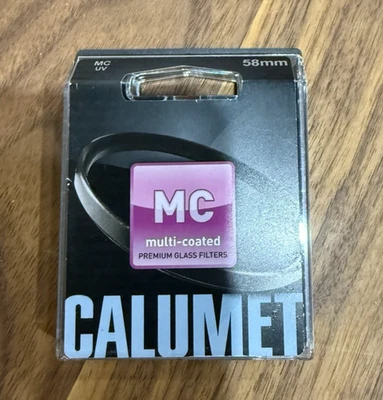 MC
UV
58mm
MC
multi-coated
PREMIUM GLASS FILTERS
CALUMET